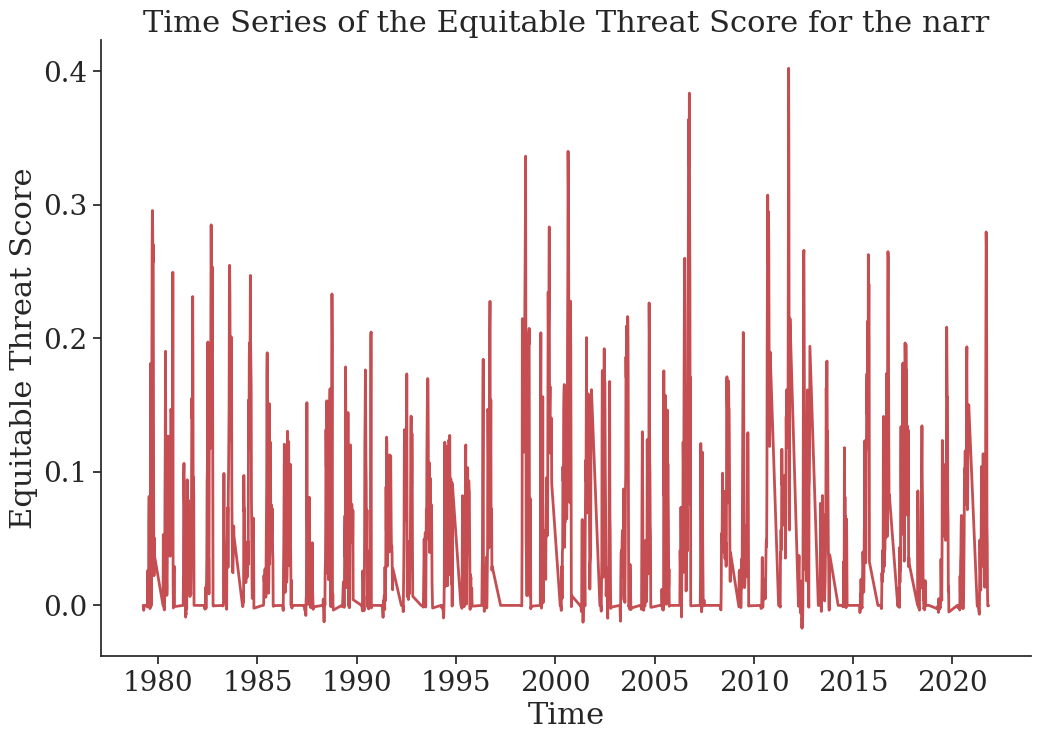 Time Series of the Equitable Threat Score for the narr
Equitable Threat Score
0.4
0.3
0.2
0.1
0.0
1980 1985 1990 1995 2000 2005 2010 2015 2020
Time